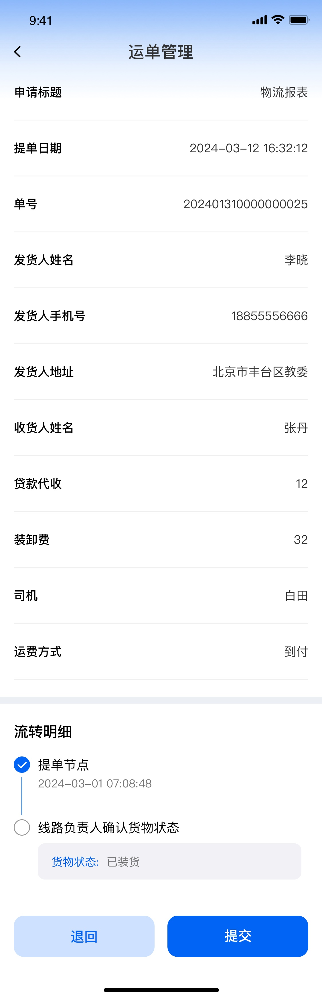 9:41
运单管理
申请标题 物流报表
提单日期 2024-03-12 16:32:12
单号 202401310000000025
发货人姓名 李晓
发货人手机号 18855556666
发货人地址 北京市丰台区教委
收货人姓名 张丹
贷款代收 12
装卸费 32
司机 白田
运费方式 到付
流转明细
提单节点
2024-03-01 07:08:48
线路负责人确认货物状态
货物状态: 已装货
退回 提交